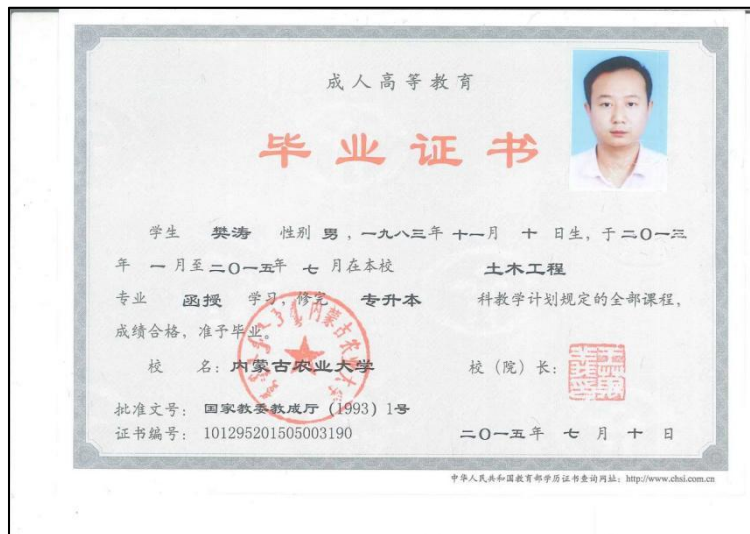 成人高等教育
毕业证书
学生 樊涛 性别 男，一九八三年 十一月 十 日生，于二〇一三
年 一 月至二〇一五年 七 月在本校 土木工程
专业 函授 学习，修完 专升本 科教学计划规定的全部课程，
成绩合格，准予毕业。
内蒙古农业大学
校 名：内蒙古农业大学 校（院）长：
批准文号： 国家教委教成厅（1993）1号
证书编号： 101295201505003190 二〇一五年 七 月 十 日
中华人民共和国教育部学历证书查询网址：http://www.chsi.com.cn